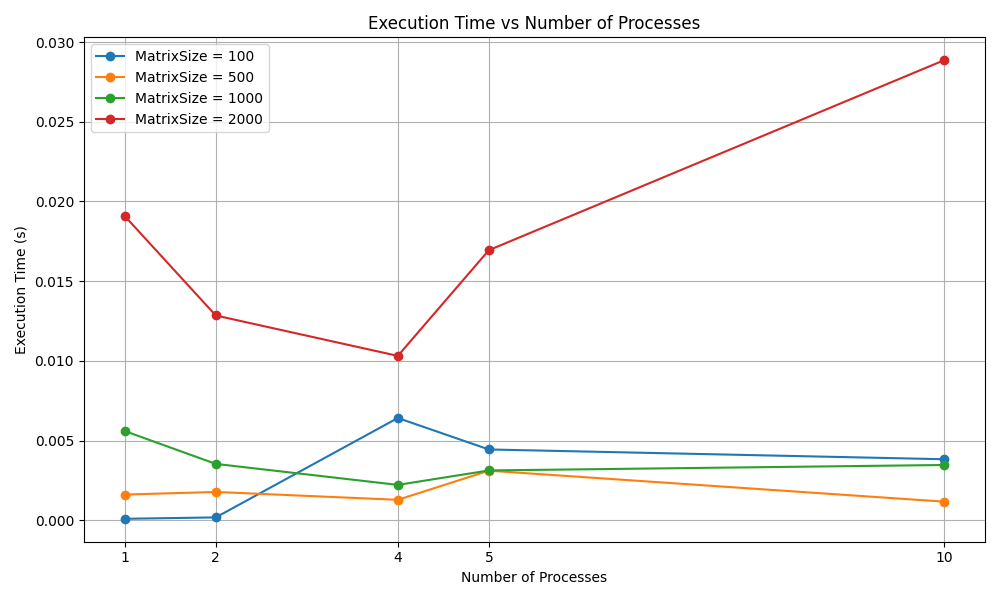 Execution Time vs Number of Processes
MatrixSize = 100
MatrixSize = 500
MatrixSize = 1000
MatrixSize = 2000
0.030
0.025
0.020
0.015
0.010
0.005
0.000
Execution Time (s)
1 2 4 5 10
Number of Processes